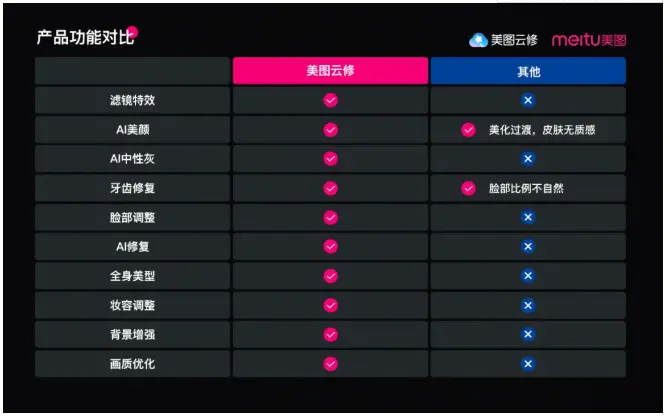 产品功能对比
美图云修 meitu美图
美图云修 其他
滤镜特效
AI美颜 美化过渡，皮肤无质感
AI中性灰
牙齿修复 脸部比例不自然
脸部调整
AI修复
全身美型
妆容调整
背景增强
画质优化